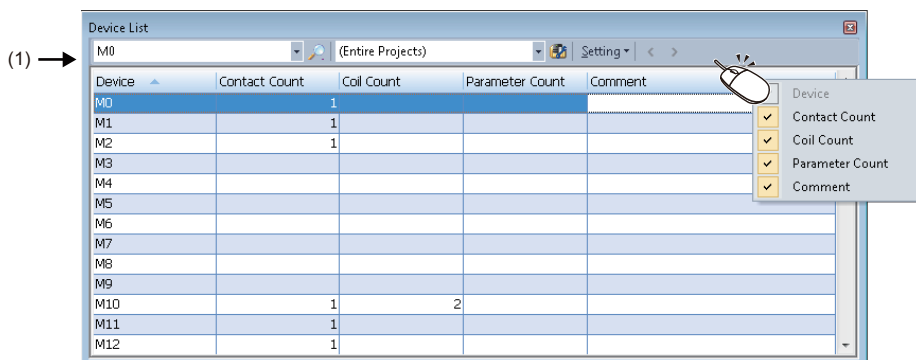 Device List
(1)
M0 (Entire Projects) Setting
Device Contact Count Coil Count Parameter Count Comment
M0 1
M1 1
M2 1
M3
M4
M5
M6
M7
M8
M9
M10 1 2
M11 1
M12 1
Device
Contact Count
Coil Count
Parameter Count
Comment